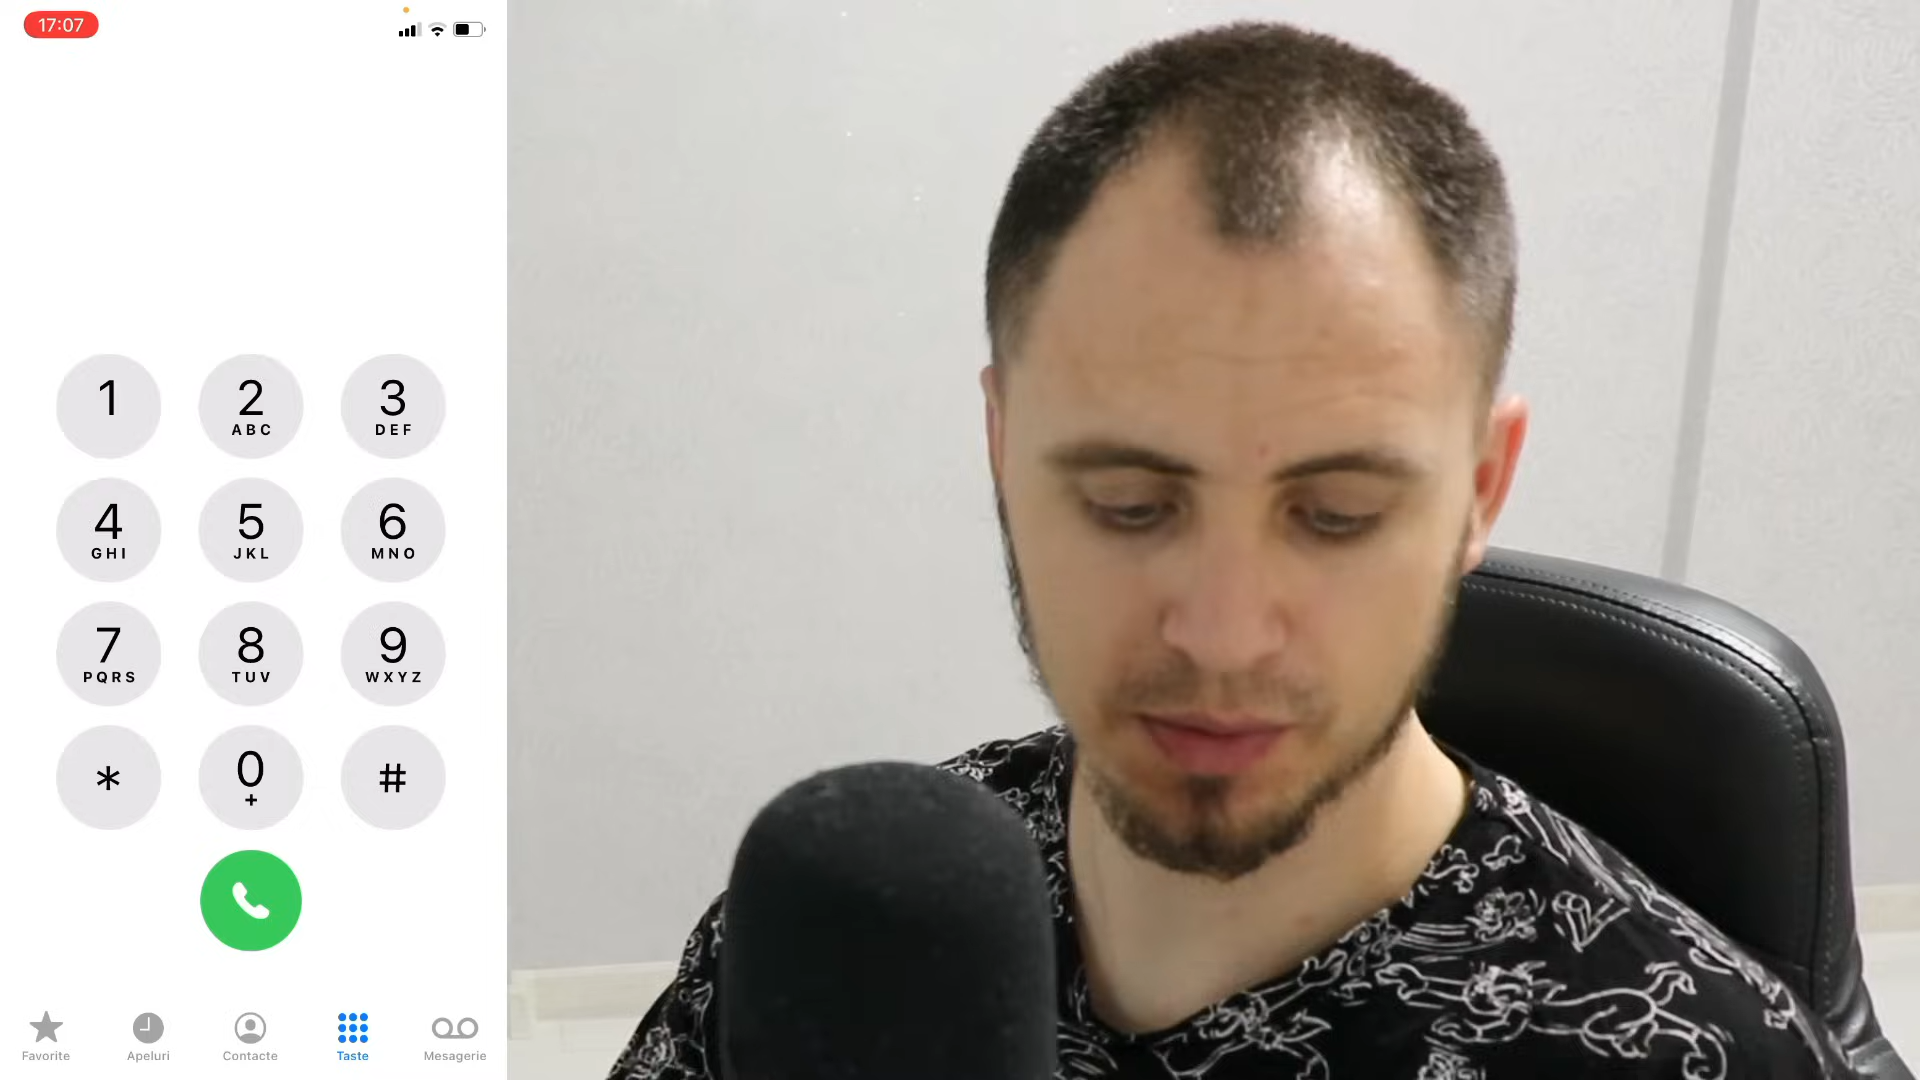 17:07
1 2 3
ABC DEF
4 5 6
GHI JKL MNO
7 8 9
PQRS TUV WXYZ
* 0 #
+
Favorite Apeluri Contacte Taste Mesagerie